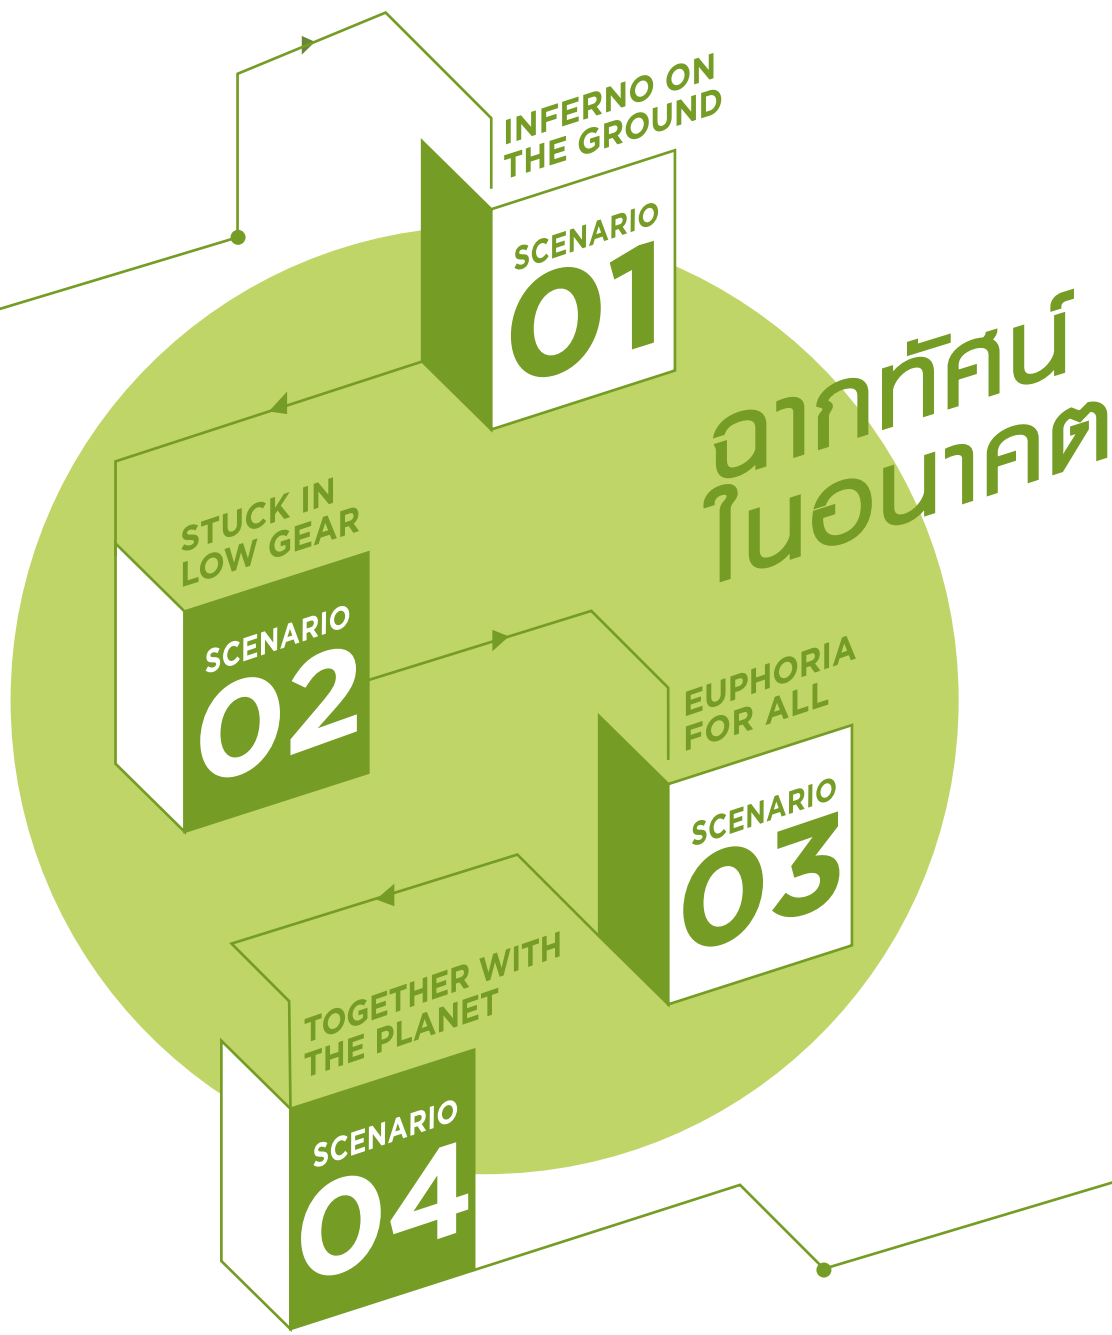 INFERNO ON
THE GROUND
SCENARIO
01
ฉากทัศน์
ในอนาคต
STUCK IN
LOW GEAR
SCENARIO
02
EUPHORIA
FOR ALL
SCENARIO
03
TOGETHER WITH
THE PLANET
SCENARIO
04